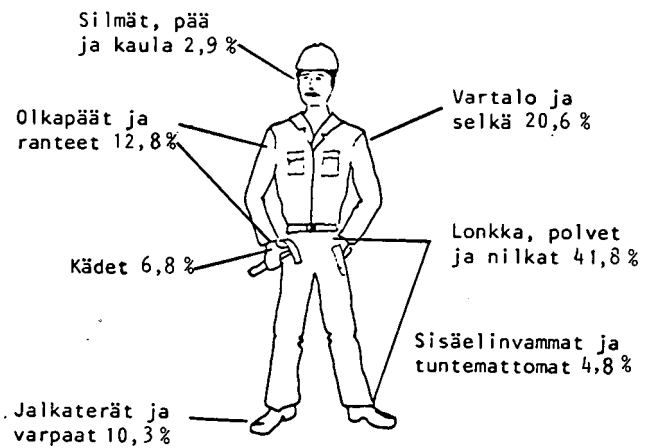 Silmät, pää
ja kaula 2,9 %
Olkapäät ja
ranteet 12,8%
Vartalo ja
selkä 20,6 %
Kädet 6,8 %
Lonkka, polvet
ja nilkat 41,8 %
Sisäelinvammat ja
tuntemattomat 4,8 %
Jalkaterät ja
varpaat 10,3 %